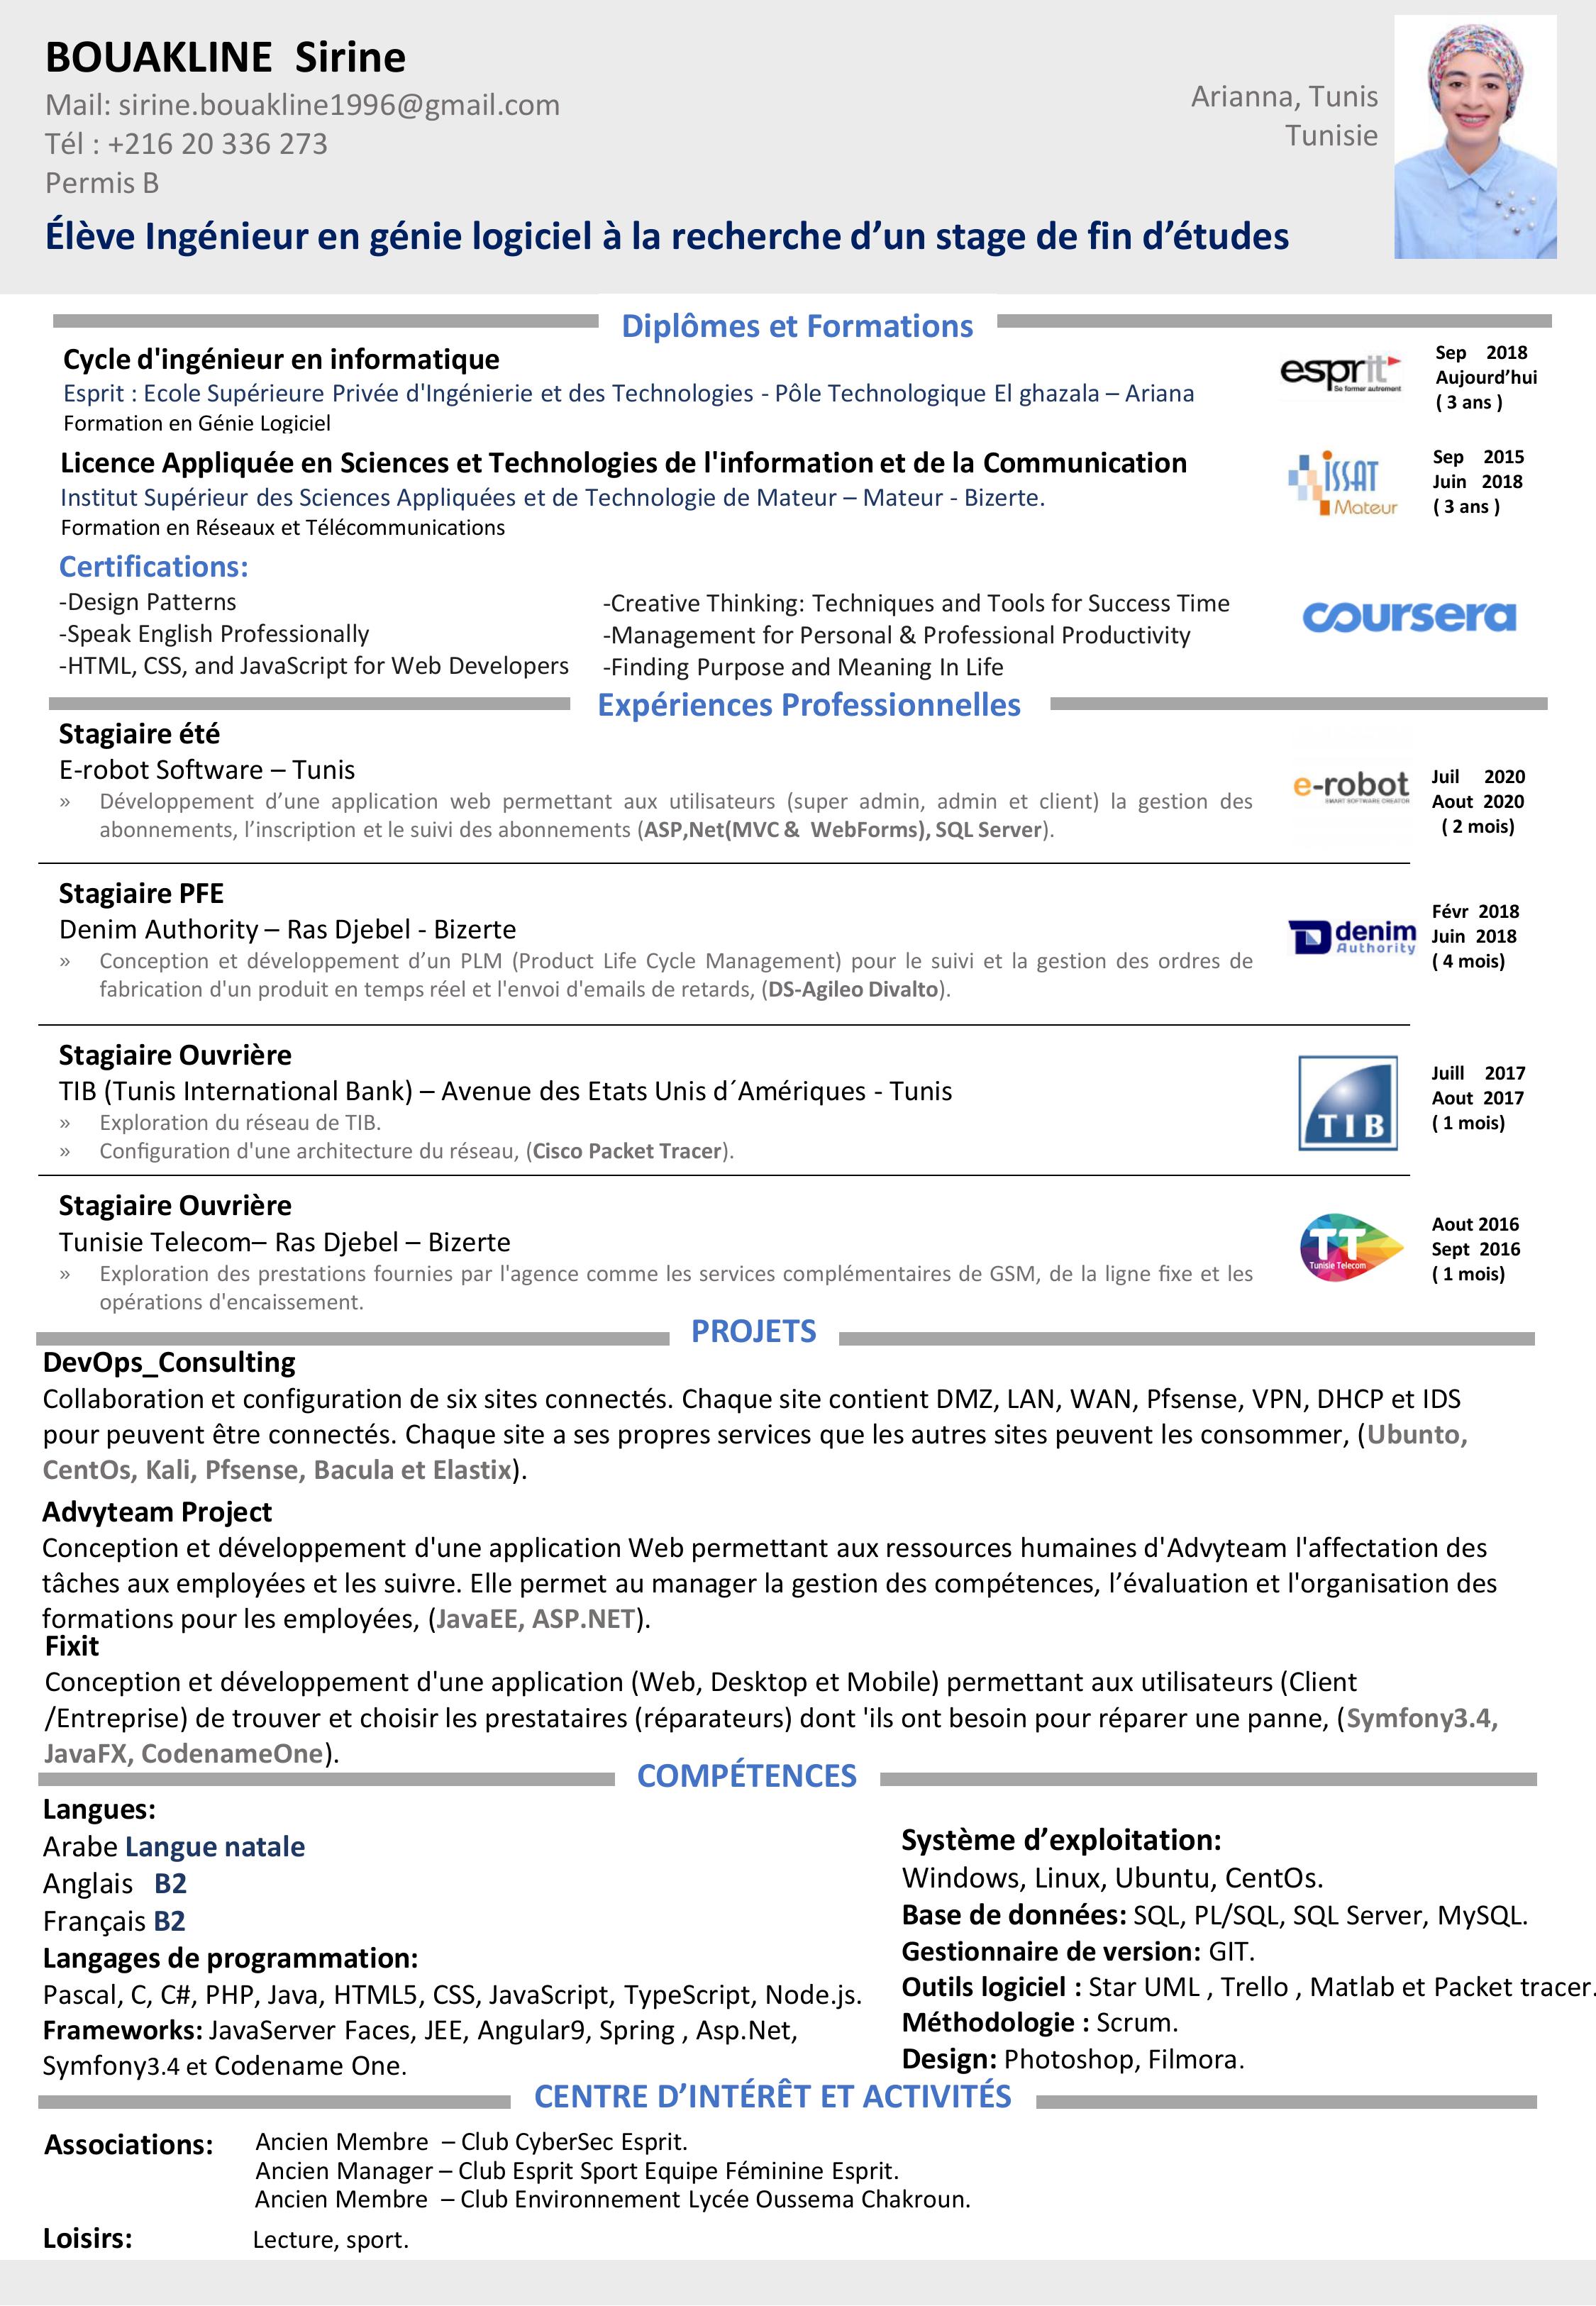 BOUAKLINE  Sirine
Mail: sirine.bouakline1996@gmail.com
Tél : +216 20 336 273
Permis B
Arianna, Tunis
Tunisie
Élève Ingénieur en génie logiciel à la recherche d’un stage de fin d’études
Diplômes et Formations
Cycle d'ingénieur en informatique
Esprit : Ecole Supérieure Privée d'Ingénierie et des Technologies - Pôle Technologique El ghazala – Ariana
Formation en Génie Logiciel
esprit
Se former autrement
Sep 2018
Aujourd’hui
( 3 ans )
Licence Appliquée en Sciences et Technologies de l'information et de la Communication
Institut Supérieur des Sciences Appliquées et de Technologie de Mateur – Mateur - Bizerte.
Formation en Réseaux et Télécommunications
iSSAT
Mateur
Sep 2015
Juin 2018
( 3 ans )
Certifications:
-Design Patterns
-Speak English Professionally
-HTML, CSS, and JavaScript for Web Developers
-Creative Thinking: Techniques and Tools for Success Time
-Management for Personal & Professional Productivity
-Finding Purpose and Meaning In Life
coursera
Expériences Professionnelles
Stagiaire été
E-robot Software – Tunis
» Développement d’une application web permettant aux utilisateurs (super admin, admin et client) la gestion des
abonnements, l’inscription et le suivi des abonnements (ASP,Net(MVC & WebForms), SQL Server).
e-robot
SMART SOFTWARE CREATOR
Juil 2020
Aout 2020
( 2 mois)
Stagiaire PFE
Denim Authority – Ras Djebel - Bizerte
» Conception et développement d’un PLM (Product Life Cycle Management) pour le suivi et la gestion des ordres de
fabrication d'un produit en temps réel et l'envoi d'emails de retards, (DS-Agileo Divalto).
denim
Authority
Févr 2018
Juin 2018
( 4 mois)
Stagiaire Ouvrière
TIB (Tunis International Bank) – Avenue des Etats Unis d´Amériques - Tunis
» Exploration du réseau de TIB.
» Configuration d'une architecture du réseau, (Cisco Packet Tracer).
TIB
Juill 2017
Aout 2017
( 1 mois)
Stagiaire Ouvrière
Tunisie Telecom– Ras Djebel – Bizerte
» Exploration des prestations fournies par l'agence comme les services complémentaires de GSM, de la ligne fixe et les
opérations d'encaissement.
TT
Tunisie Telecom
Aout 2016
Sept 2016
( 1 mois)
PROJETS
DevOps_Consulting
Collaboration et configuration de six sites connectés. Chaque site contient DMZ, LAN, WAN, Pfsense, VPN, DHCP et IDS
pour peuvent être connectés. Chaque site a ses propres services que les autres sites peuvent les consommer, (Ubunto,
CentOs, Kali, Pfsense, Bacula et Elastix).
Advyteam Project
Conception et développement d'une application Web permettant aux ressources humaines d'Advyteam l'affectation des
tâches aux employées et les suivre. Elle permet au manager la gestion des compétences, l’évaluation et l'organisation des
formations pour les employées, (JavaEE, ASP.NET).
Fixit
Conception et développement d'une application (Web, Desktop et Mobile) permettant aux utilisateurs (Client
/Entreprise) de trouver et choisir les prestataires (réparateurs) dont 'ils ont besoin pour réparer une panne, (Symfony3.4,
JavaFX, CodenameOne).
COMPÉTENCES
Langues:
Arabe Langue natale
Anglais B2
Français B2
Langages de programmation:
Pascal, C, C#, PHP, Java, HTML5, CSS, JavaScript, TypeScript, Node.js.
Frameworks: JavaServer Faces, JEE, Angular9, Spring , Asp.Net,
Symfony3.4 et Codename One.
Système d’exploitation:
Windows, Linux, Ubuntu, CentOs.
Base de données: SQL, PL/SQL, SQL Server, MySQL.
Gestionnaire de version: GIT.
Outils logiciel : Star UML , Trello , Matlab et Packet tracer.
Méthodologie : Scrum.
Design: Photoshop, Filmora.
CENTRE D’INTÉRÊT ET ACTIVITÉS
Associations:
Ancien Membre – Club CyberSec Esprit.
Ancien Manager – Club Esprit Sport Equipe Féminine Esprit.
Ancien Membre – Club Environnement Lycée Oussema Chakroun.
Loisirs: Lecture, sport.